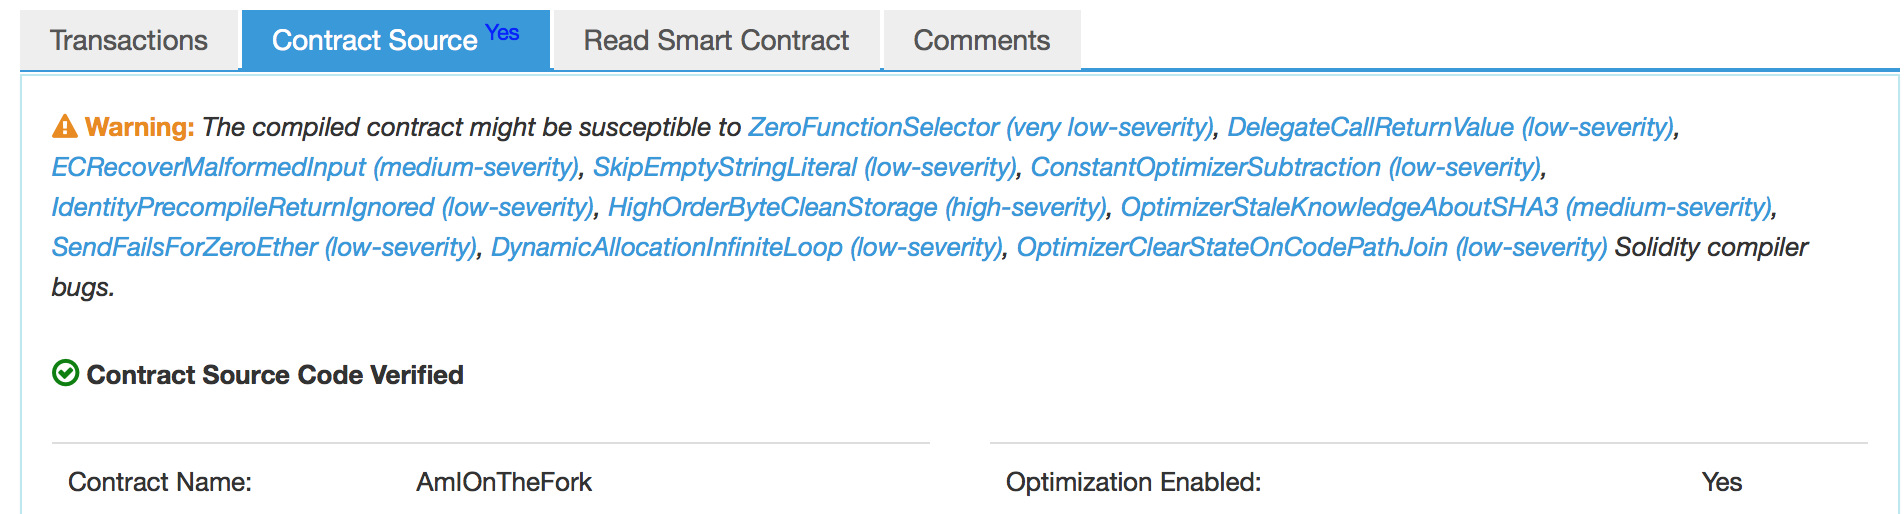 Transactions Contract Source Yes Read Smart Contract Comments
Warning: The compiled contract might be susceptible to ZeroFunctionSelector (very low-severity), DelegateCallReturnValue (low-severity),
ECRecoverMalformedInput (medium-severity), SkipEmptyStringLiteral (low-severity), ConstantOptimizerSubtraction (low-severity),
IdentityPrecompileReturnIgnored (low-severity), HighOrderByteCleanStorage (high-severity), OptimizerStaleKnowledgeAboutSHA3 (medium-severity),
SendFailsForZeroEther (low-severity), DynamicAllocationInfiniteLoop (low-severity), OptimizerClearStateOnCodePathJoin (low-severity) Solidity compiler
bugs.
Contract Source Code Verified
Contract Name: AmIOnTheFork Optimization Enabled: Yes